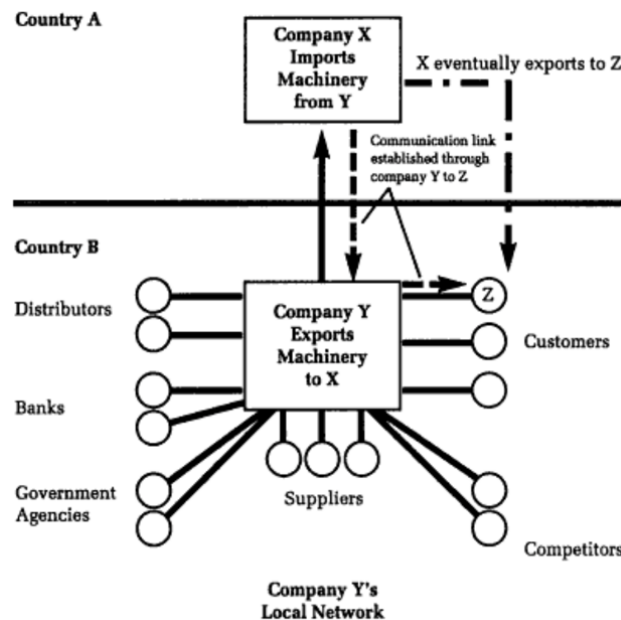 Country A
Company X
Imports
Machinery
from Y
X eventually exports to Z
Communication link
established through
company Y to Z
Country B
Distributors
Company Y
Exports
Machinery
to X
Z
Customers
Banks
Government
Agencies
Suppliers
Competitors
Company Y's
Local Network